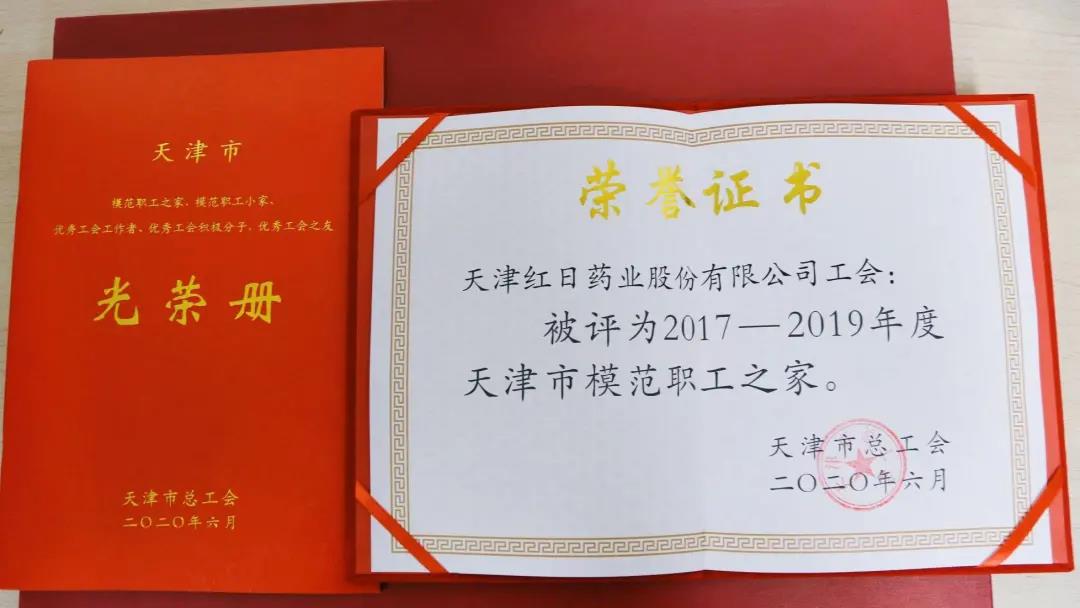 天津市
模范职工之家、模范职工小家、
优秀工会工作者、优秀工会积极分子、优秀工会之友
光荣册
天津市总工会
二〇二〇年六月
荣誉证书
天津红日药业股份有限公司工会：
被评为2017—2019年度
天津市模范职工之家。
天津市总工会
二〇二〇年六月